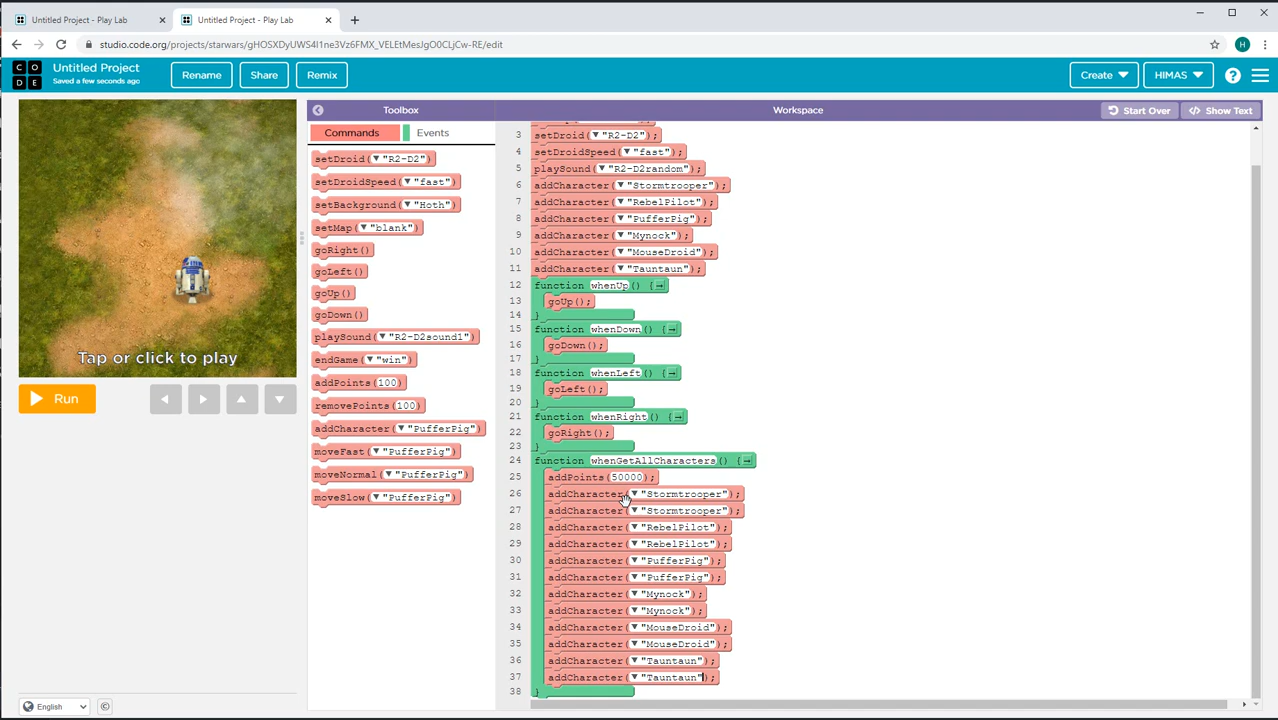 Untitled Project - Play Lab
Untitled Project - Play Lab
studio.code.org/projects/starwars/gHOSXDyUWS4I1ne3Vz6FMX_VELEtMesJgO0CLjCw-RE/edit
H
C O D E
Untitled Project
Saved a few seconds ago
Rename
Share
Remix
Create
HIMAS
?
Toolbox
Workspace
Start Over
</> Show Text
Commands
Events
setDroid("R2-D2")
setDroidSpeed("fast")
setBackground("Hoth")
setMap("blank")
goRight()
goLeft()
goUp()
goDown()
playSound("R2-D2sound1")
endGame("win")
addPoints(100)
removePoints(100)
addCharacter("PufferPig")
moveFast("PufferPig")
moveNormal("PufferPig")
moveSlow("PufferPig")
Tap or click to play
Run
English
©
3 setDroid("R2-D2");
4 setDroidSpeed("fast");
5 playSound("R2-D2random");
6 addCharacter("Stormtrooper");
7 addCharacter("RebelPilot");
8 addCharacter("PufferPig");
9 addCharacter("Mynock");
10 addCharacter("MouseDroid");
11 addCharacter("Tauntaun");
12 function whenUp() {
13 goUp();
14 }
15 function whenDown() {
16 goDown();
17 }
18 function whenLeft() {
19 goLeft();
20 }
21 function whenRight() {
22 goRight();
23 }
24 function whenGetAllCharacters() {
25 addPoints(50000);
26 addCharacter("Stormtrooper");
27 addCharacter("Stormtrooper");
28 addCharacter("RebelPilot");
29 addCharacter("RebelPilot");
30 addCharacter("PufferPig");
31 addCharacter("PufferPig");
32 addCharacter("Mynock");
33 addCharacter("Mynock");
34 addCharacter("MouseDroid");
35 addCharacter("MouseDroid");
36 addCharacter("Tauntaun");
37 addCharacter("Tauntaun");
38 }